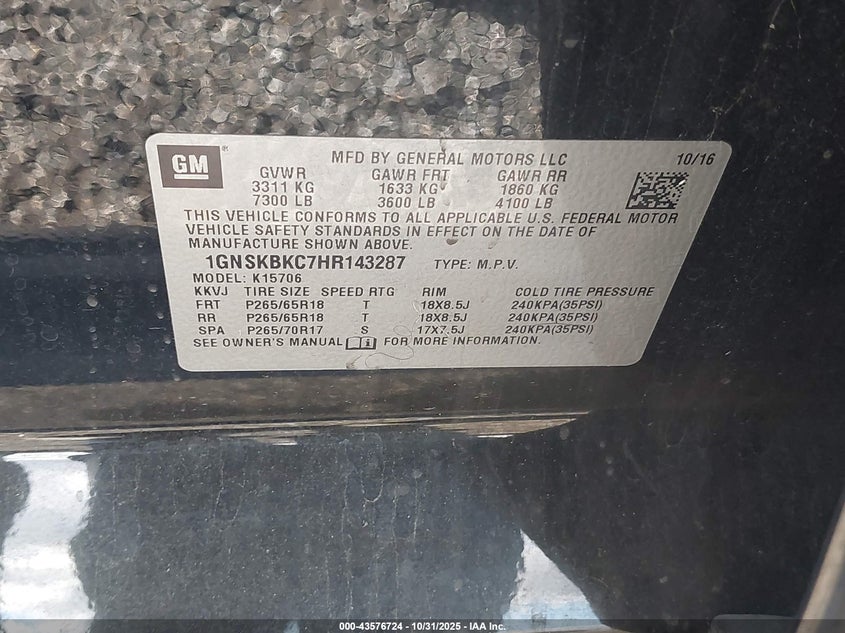 GM ®
MFD BY GENERAL MOTORS LLC 10/16
GVWR GAWR FRT GAWR RR
3311 KG 1633 KG 1860 KG
7300 LB 3600 LB 4100 LB
THIS VEHICLE CONFORMS TO ALL APPLICABLE U.S. FEDERAL MOTOR
VEHICLE SAFETY STANDARDS IN EFFECT ON THE DATE OF
MANUFACTURE SHOWN ABOVE.
1GNSKBKC7HR143287 TYPE: M.P.V.
MODEL: K15706
KKVJ TIRE SIZE SPEED RTG RIM COLD TIRE PRESSURE
FRT P265/65R18 T 18X8.5J 240KPA(35PSI)
RR P265/65R18 T 18X8.5J 240KPA(35PSI)
SPA P265/70R17 S 17X7.5J 240KPA(35PSI)
SEE OWNER'S MANUAL FOR MORE INFORMATION.
000-43576724 - 10/31/2025 - IAA Inc.